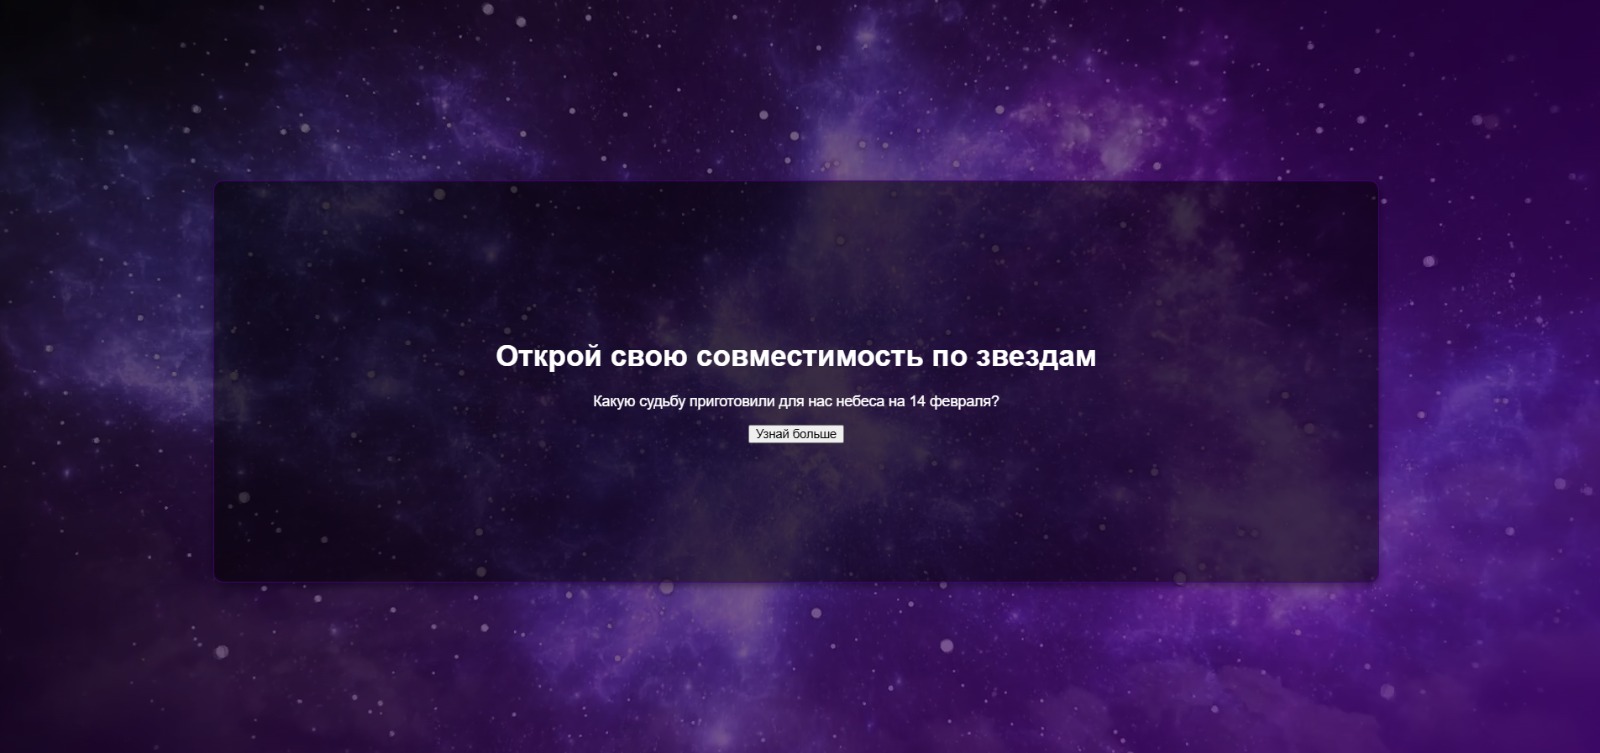 Открой свою совместимость по звездам
Какую судьбу приготовили для нас небеса на 14 февраля?
Узнай больше